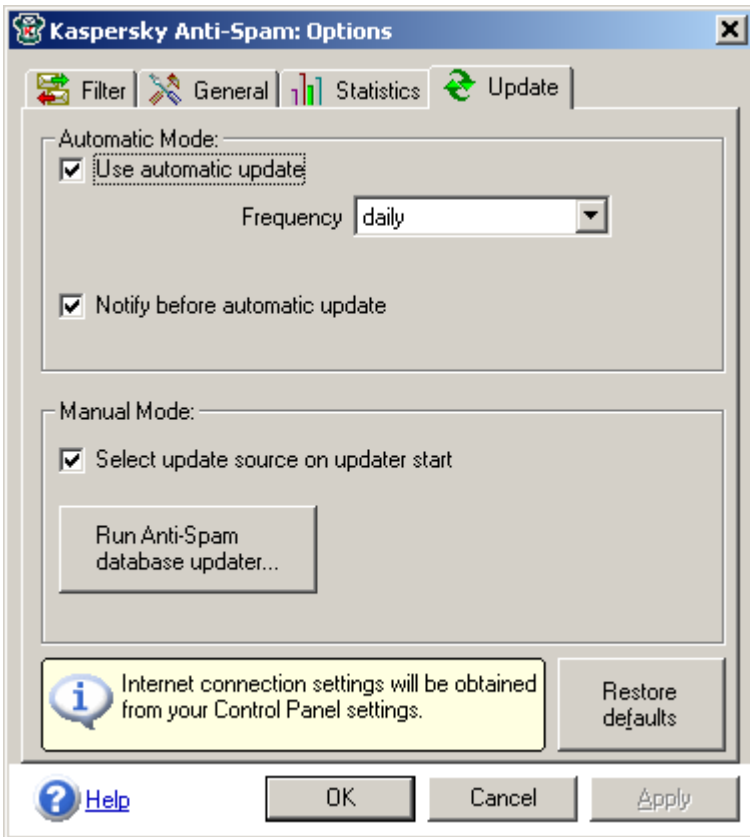 Kaspersky Anti-Spam: Options
Filter General Statistics Update
Automatic Mode:
Use automatic update
Frequency daily
Notify before automatic update
Manual Mode:
Select update source on updater start
Run Anti-Spam
database updater...
Internet connection settings will be obtained
from your Control Panel settings.
Restore
defaults
Help OK Cancel Apply